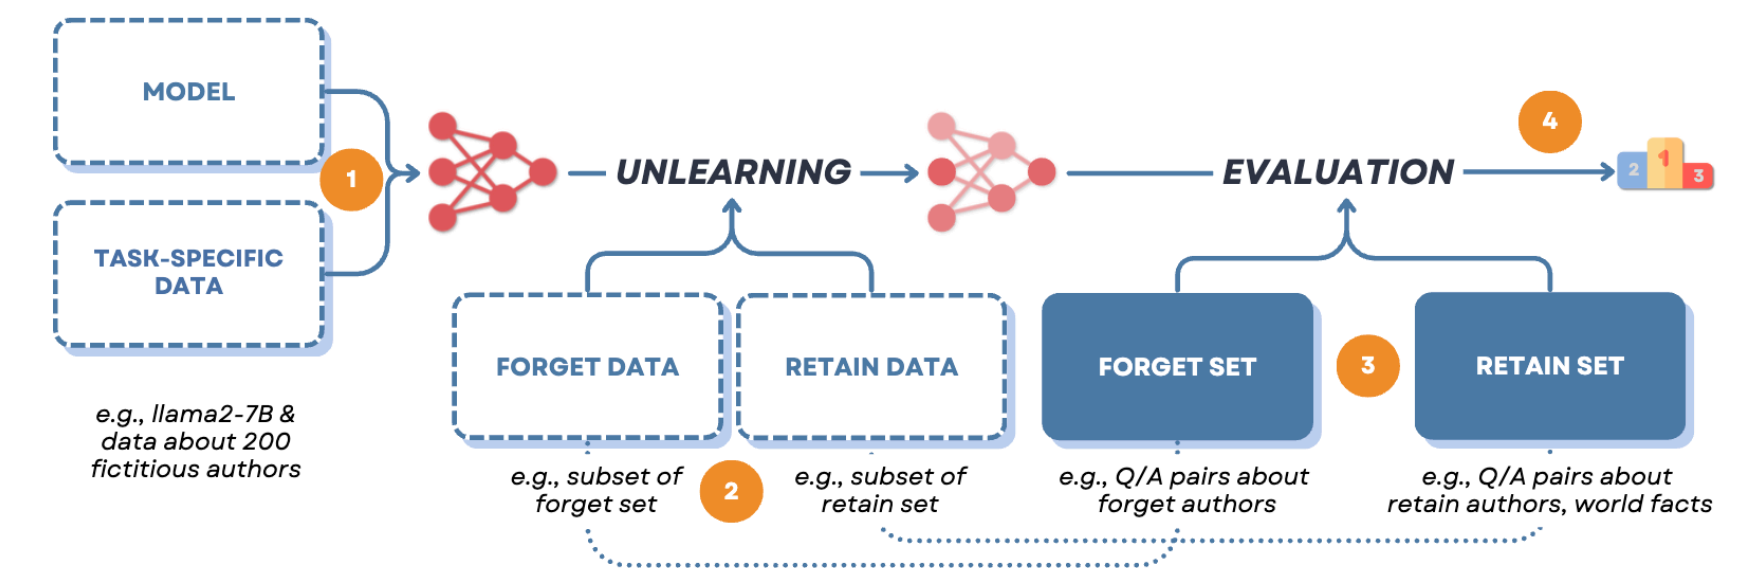 MODEL
TASK-SPECIFIC
DATA
e.g., llama2-7B &
data about 200
fictitious authors
1
UNLEARNING
FORGET DATA
RETAIN DATA
e.g., subset of
forget set
2
e.g., subset of
retain set
EVALUATION
FORGET SET
3
RETAIN SET
e.g., Q/A pairs about
forget authors
e.g., Q/A pairs about
retain authors, world facts
4
2
1
3